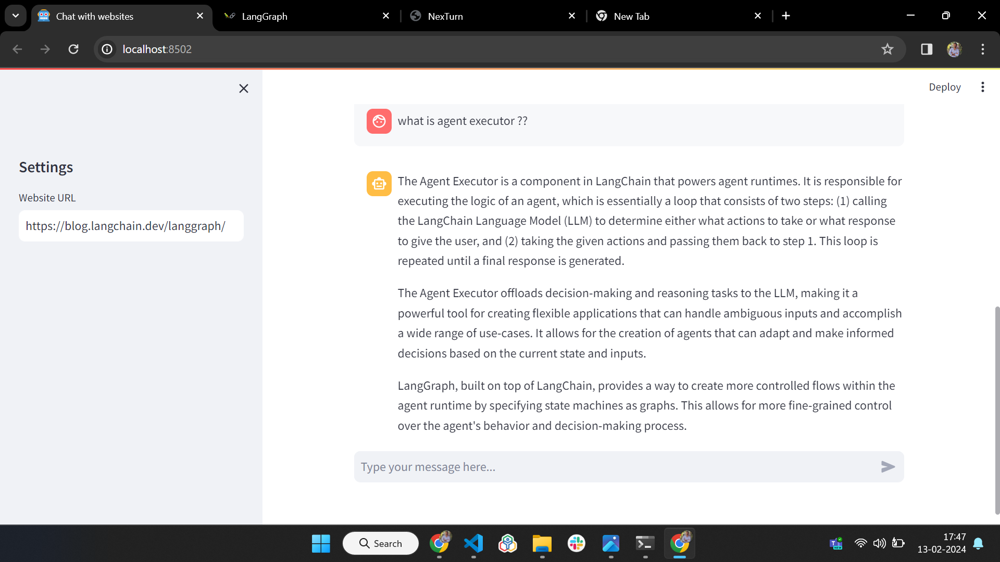 Chat with websites
LangGraph
NexTurn
New Tab
localhost:8502
Deploy
what is agent executor ??
Settings
Website URL
https://blog.langchain.dev/langgraph/
The Agent Executor is a component in LangChain that powers agent runtimes. It is responsible for
executing the logic of an agent, which is essentially a loop that consists of two steps: (1) calling
the LangChain Language Model (LLM) to determine either what actions to take or what response
to give the user, and (2) taking the given actions and passing them back to step 1. This loop is
repeated until a final response is generated.
The Agent Executor offloads decision-making and reasoning tasks to the LLM, making it a
powerful tool for creating flexible applications that can handle ambiguous inputs and accomplish
a wide range of use-cases. It allows for the creation of agents that can adapt and make informed
decisions based on the current state and inputs.
LangGraph, built on top of LangChain, provides a way to create more controlled flows within the
agent runtime by specifying state machines as graphs. This allows for more fine-grained control
over the agent's behavior and decision-making process.
Type your message here...
Search
T
NEW
17:47
13-02-2024